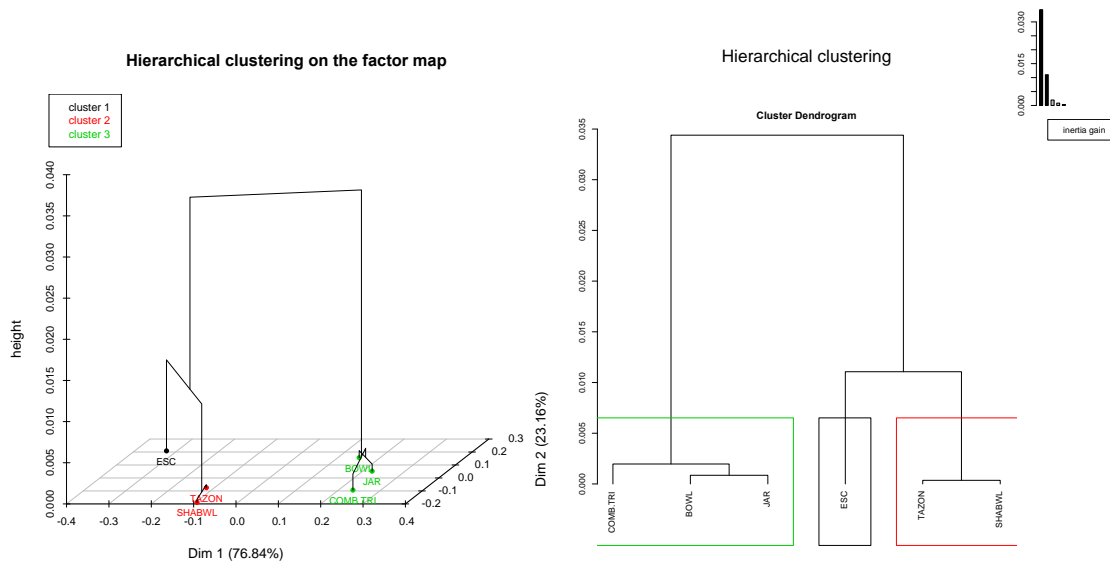 Hierarchical clustering on the factor map
cluster 1
cluster 2
cluster 3
0.040
0.035
0.030
0.025
0.020
0.015
0.010
0.005
0.000
height
-0.4
-0.3
-0.2
-0.1
0.0
0.1
0.2
0.3
0.4
Dim 1 (76.84%)
-0.2
-0.1
0.0
0.1
0.2
0.3
Dim 2 (23.16%)
ESC
TAZON
SHABWL
BOWL
JAR
COMB.TRI
Hierarchical clustering
0.030
0.015
0.000
inertia gain
Cluster Dendrogram
0.035
0.030
0.025
0.020
0.015
0.010
0.005
0.000
COMB.TRI
BOWL
JAR
ESC
TAZON
SHABWL